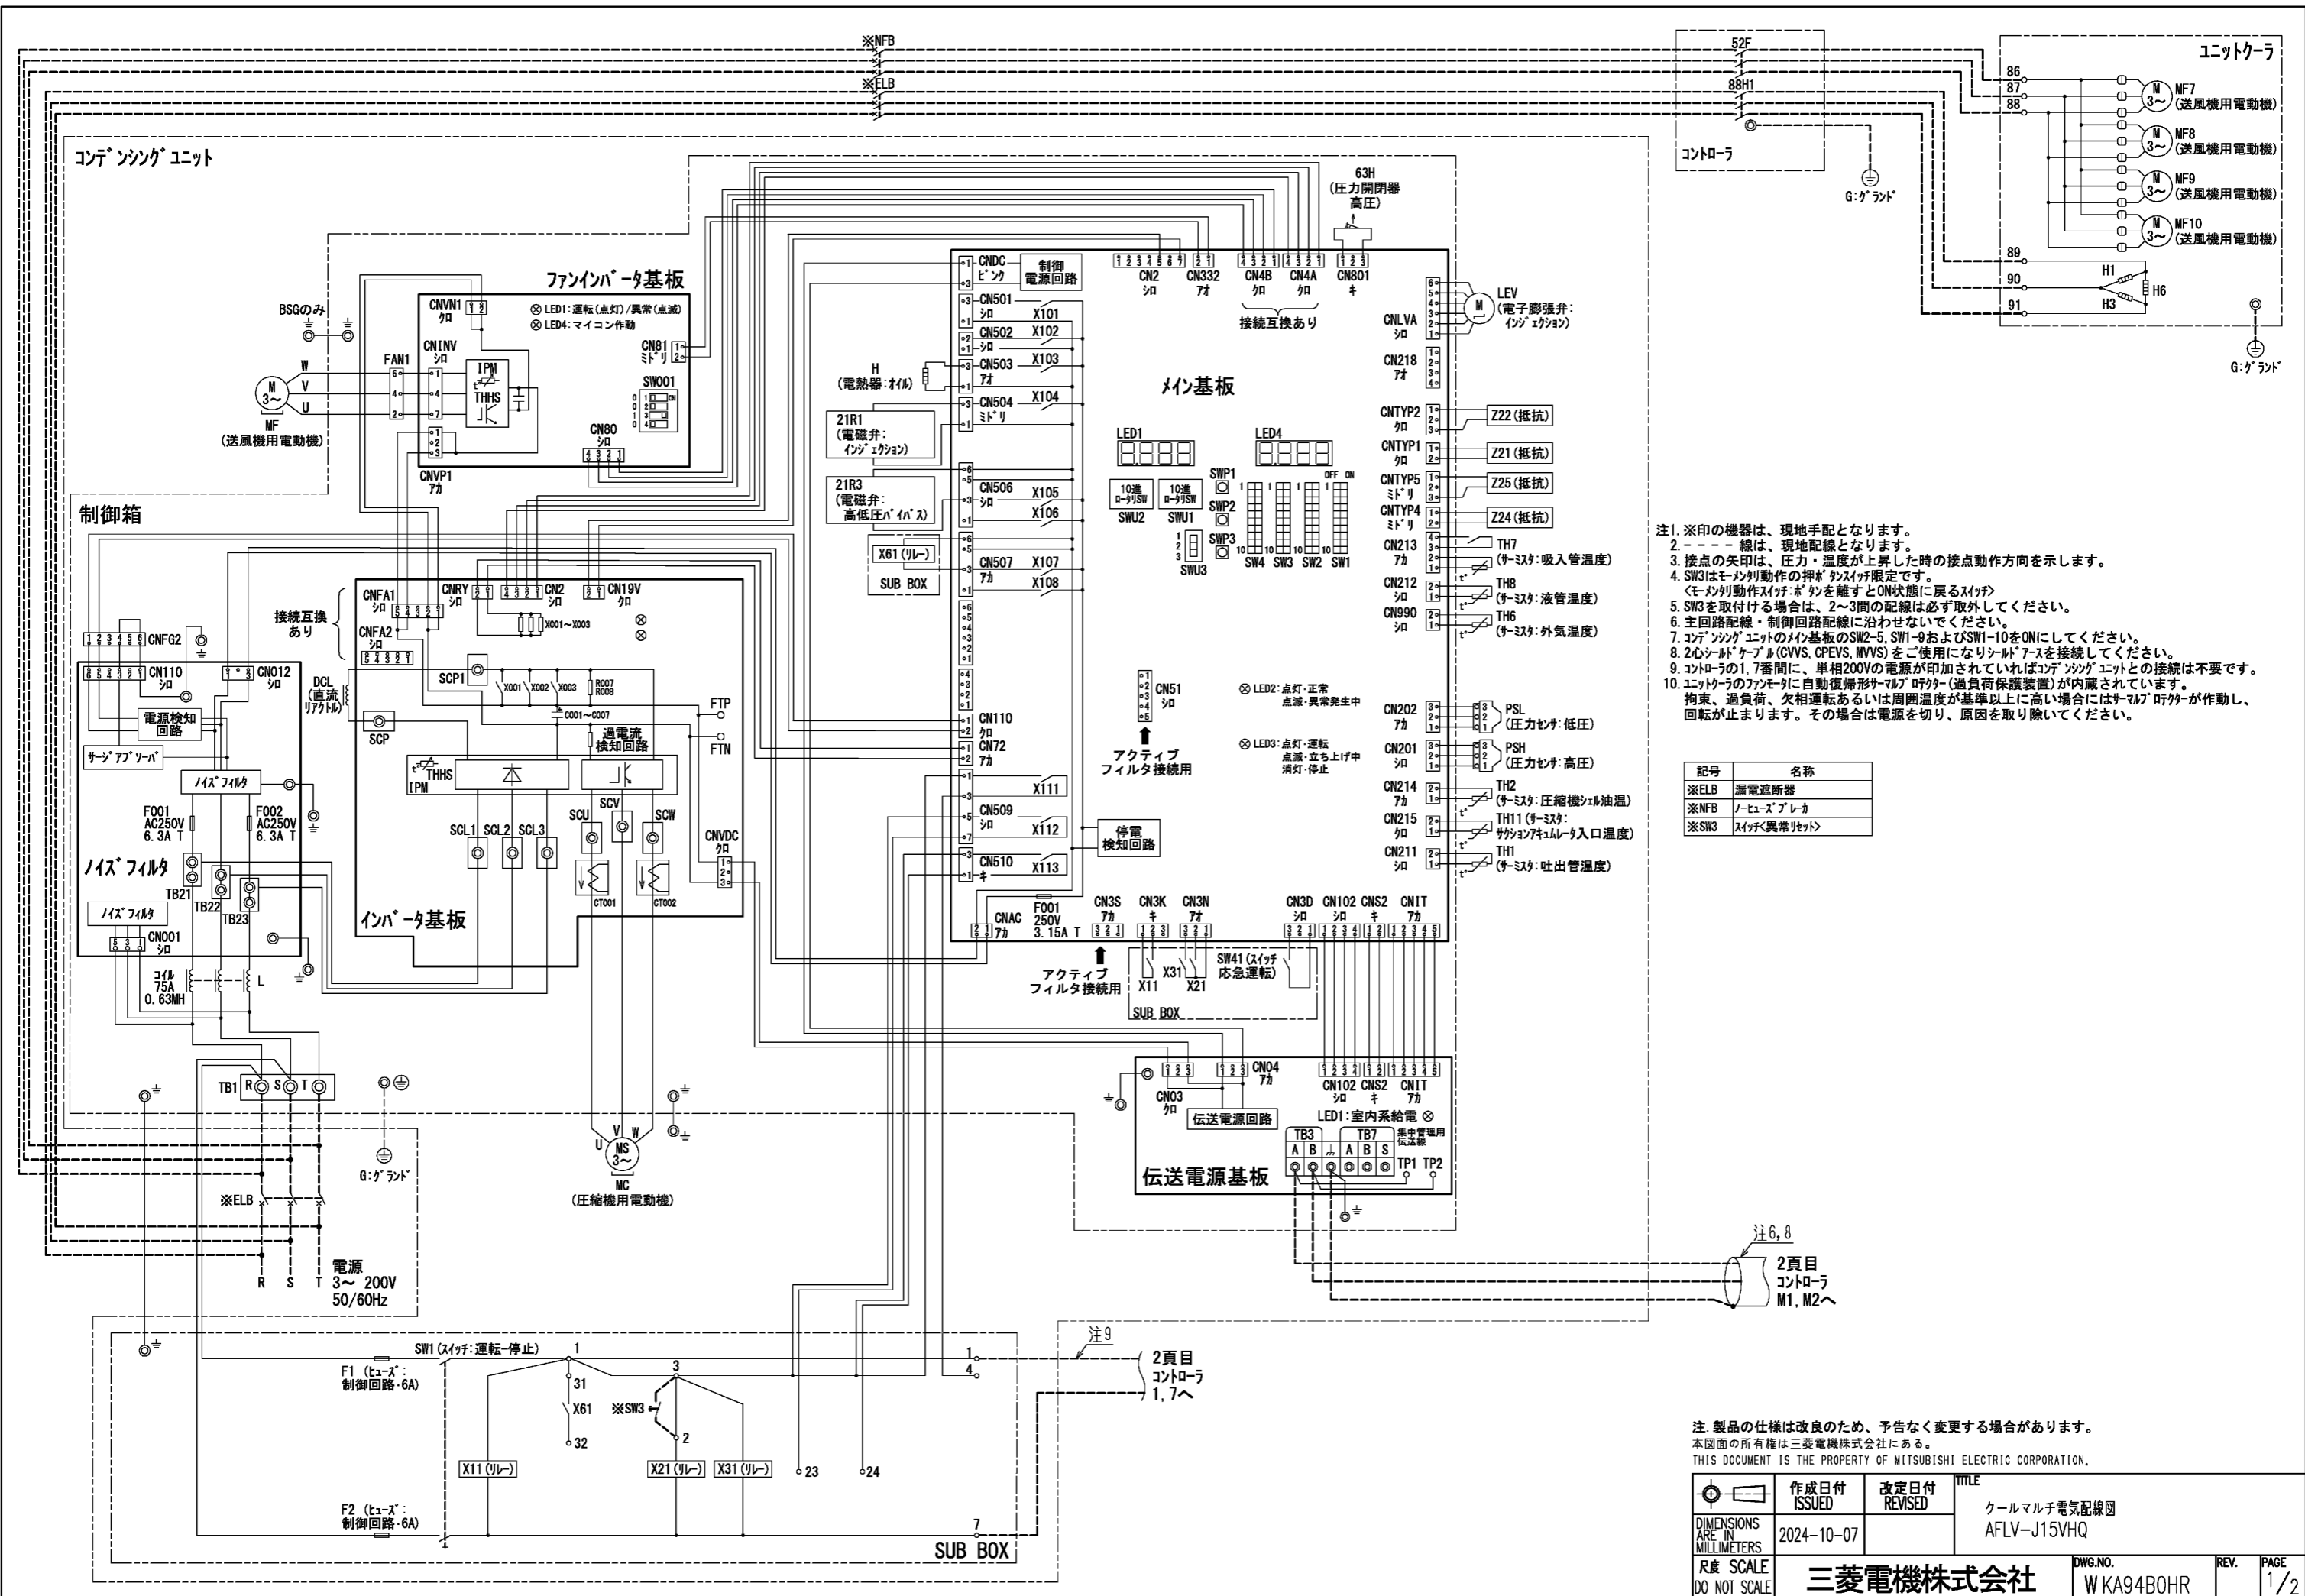 ※NFB
※ELB
52F
88H1
コントローラ
G:グランド
ユニットクーラ
86
87
88
89
90
91
M
3~
MF7
(送風機用電動機)
M
3~
MF8
(送風機用電動機)
M
3~
MF9
(送風機用電動機)
M
3~
MF10
(送風機用電動機)
H1
H3
H6
G:グランド
コンデンシングユニット
制御箱
ファンインバータ基板
BSGのみ
CNVN1
クロ
LED1:運転(点灯)/異常(点滅)
LED4:マイコン作動
CNINV
シロ
IPM
THHS
CN81
ミドリ
SW001
CN80
シロ
CNVP1
アカ
FAN1
W
V
U
M
3~
MF
(送風機用電動機)
63H
(圧力開閉器
高圧)
メイン基板
CNDC
ピンク
制御
電源回路
CN2
シロ
CN332
アオ
CN4B
クロ
CN4A
クロ
接続互換あり
CN801
キ
CN501
シロ
X101
CN502
シロ
X102
CN503
アオ
X103
CN504
ミドリ
X104
CN506
シロ
X105
X106
CN507
アカ
X107
X108
H
(電熱器:オイル)
21R1
(電磁弁:
インジェクション)
21R3
(電磁弁:
高低圧バイパス)
X61(リレー)
SUB BOX
CNLVA
シロ
M
LEV
(電子膨張弁:
インジェクション)
CN218
アオ
CNTYP2
クロ
Z22(抵抗)
CNTYP1
クロ
Z21(抵抗)
CNTYP5
ミドリ
Z25(抵抗)
CNTYP4
ミドリ
Z24(抵抗)
CN213
アカ
TH7
(サーミスタ:吸入管温度)
CN212
シロ
TH8
(サーミスタ:液管温度)
CN990
シロ
TH6
(サーミスタ:外気温度)
LED1
LED4
10進
ロータリSW
SWU2
10進
ロータリSW
SWU1
SWP1
SWP2
SWP3
SWU3
OFF ON
SW4
SW3
SW2
SW1
CN51
シロ
アクティブ
フィルタ接続用
LED2:点灯・正常
点滅・異常発生中
LED3:点灯・運転
点滅・立ち上げ中
消灯・停止
CN202
アカ
PSL
(圧力センサ:低圧)
CN201
シロ
PSH
(圧力センサ:高圧)
CN214
アカ
TH2
(サーミスタ:圧縮機シェル油温)
CN215
クロ
TH11(サーミスタ:
サクションアキュムレータ入口温度)
CN211
シロ
TH1
(サーミスタ:吐出管温度)
CN110
クロ
CN72
アカ
X111
CN509
シロ
X112
CN510
キ
X113
停電
検知回路
F001
250V
3.15A T
CNAC
アカ
CN3S
アカ
CN3K
キ
CN3N
アオ
CN3D
シロ
CN102
シロ
CNS2
キ
CNIT
アカ
アクティブ
フィルタ接続用
X11
X31
X21
SW41(スイッチ
応急運転)
SUB BOX
接続互換
あり
CNFA1
シロ
CNFA2
シロ
CNRY
シロ
CN2
シロ
CN19V
クロ
X001~X003
CNFG2
CN110
シロ
CN012
シロ
電源検知
回路
サージアブソーバ
ノイズフィルタ
F001
AC250V
6.3A T
F002
AC250V
6.3A T
ノイズフィルタ
TB21
TB22
TB23
ノイズフィルタ
CN001
シロ
コイル
75A
0.63MH
L
DCL
(直流
リアクトル)
SCP1
SCP
X001
X002
X003
R007
R008
C001~C007
過電流
検知回路
FTP
FTN
THHS
IPM
SCL1
SCL2
SCL3
SCU
SCV
SCW
CNVDC
クロ
CT001
CT002
インバータ基板
TB1
R
S
T
G:グランド
U
V
W
MS
3~
MC
(圧縮機用電動機)
※ELB
R
S
T
電源
3~ 200V
50/60Hz
CN03
クロ
CN04
アカ
伝送電源回路
CN102
シロ
CNS2
キ
CNIT
アカ
LED1:室内系給電
TB3
TB7
集中管理用
伝送線
A
B
A
B
S
TP1
TP2
伝送電源基板
注6,8
2頁目
コントローラ
M1,M2へ
注9
2頁目
コントローラ
1,7へ
F1 (ヒューズ:
制御回路・6A)
SW1(スイッチ:運転-停止)
1
31
X61
32
3
※SW3
2
X11(リレー)
X21(リレー)
X31(リレー)
23
24
1
4
7
F2 (ヒューズ:
制御回路・6A)
SUB BOX
注1.※印の機器は、現地手配となります。
2.- - - - 線は、現地配線となります。
3.接点の矢印は、圧力・温度が上昇した時の接点動作方向を示します。
4.SW3はモーメンタリ動作の押ボタンスイッチ限定です。
<モーメンタリ動作スイッチ:ボタンを離すとON状態に戻るスイッチ>
5.SW3を取付ける場合は、2~3間の配線は必ず取外してください。
6.主回路配線・制御回路配線に沿わせないでください。
7.コンデンシングユニットのメイン基板のSW2-5,SW1-9およびSW1-10をONにしてください。
8.2心シールドケーブル(CVVS,CPEVS,MVVS)をご使用になりシールドアースを接続してください。
9.コントローラの1,7番間に、単相200Vの電源が印加されていればコンデンシングユニットとの接続は不要です。
10.ユニットクーラのファンモータに自動復帰形サーマルプロテクター(過負荷保護装置)が内蔵されています。
拘束、過負荷、欠相運転あるいは周囲温度が基準以上に高い場合にはサーマルプロテクターが作動し、
回転が止まります。その場合は電源を切り、原因を取り除いてください。
記号 名称
※ELB 漏電遮断器
※NFB ノーヒューズブレーカ
※SW3 スイッチ<異常リセット>
注.製品の仕様は改良のため、予告なく変更する場合があります。
本図面の所有権は三菱電機株式会社にある。
THIS DOCUMENT IS THE PROPERTY OF MITSUBISHI ELECTRIC CORPORATION.
作成日付
ISSUED
改定日付
REVISED
TITLE
クールマルチ電気配線図
AFLV-J15VHQ
DIMENSIONS
ARE IN
MILLIMETERS
2024-10-07
尺度 SCALE
DO NOT SCALE
三菱電機株式会社
DWG.NO.
WKA94B0HR
REV.
PAGE
1/2